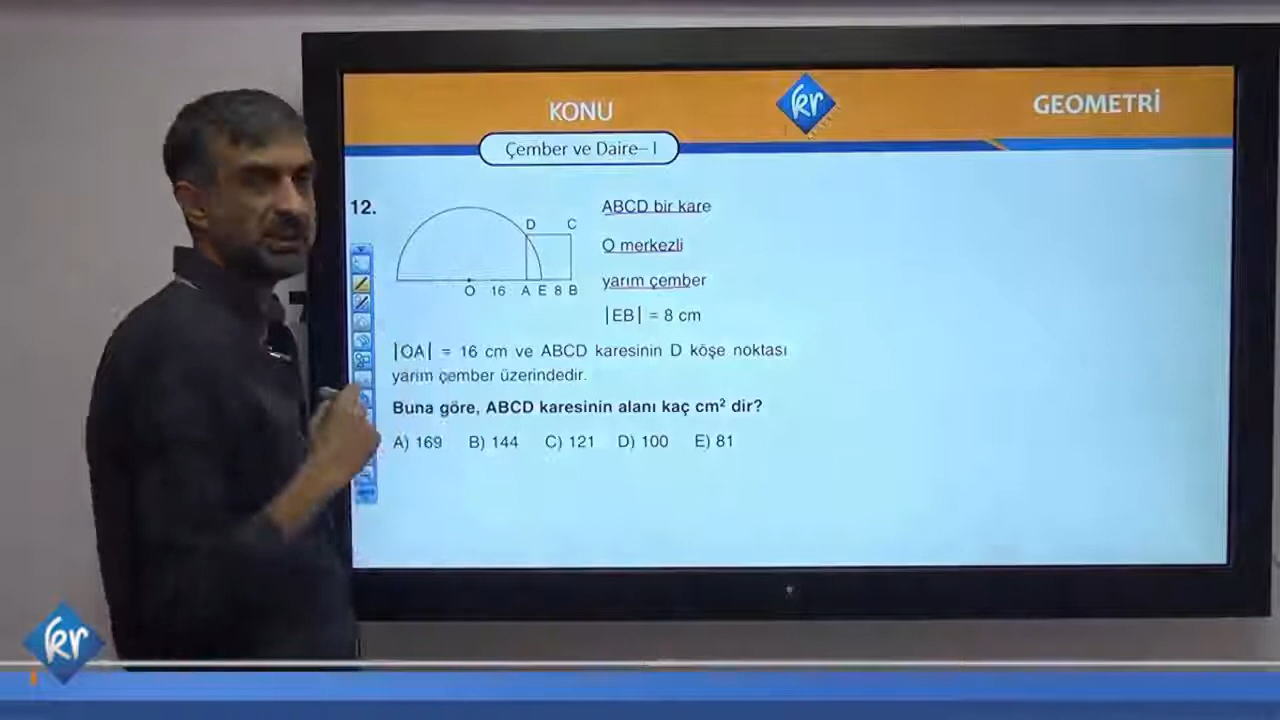 KONU
kr
GEOMETRİ
Çember ve Daire–I
12.
ABCD bir kare
O merkezli
yarım çember
|EB| = 8 cm
D C
O 16 A E 8 B
|OA| = 16 cm ve ABCD karesinin D köşe noktası
yarım çember üzerindedir.
Buna göre, ABCD karesinin alanı kaç cm² dir?
A) 169 B) 144 C) 121 D) 100 E) 81
kr